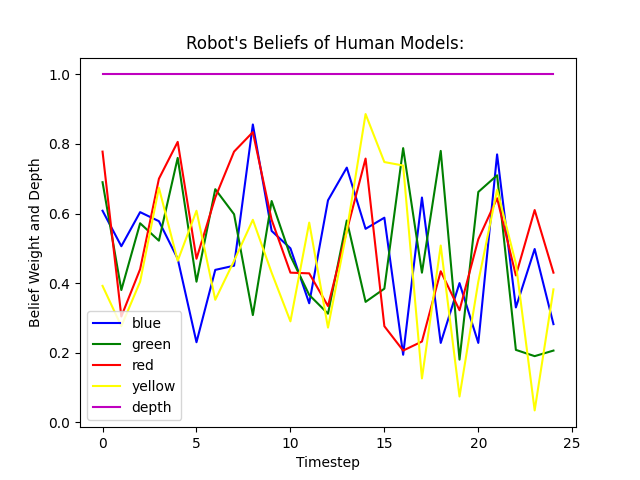 Robot's Beliefs of Human Models:
Belief Weight and Depth
1.0
0.8
0.6
0.4
0.2
0.0
blue
green
red
yellow
depth
0 5 10 15 20 25
Timestep